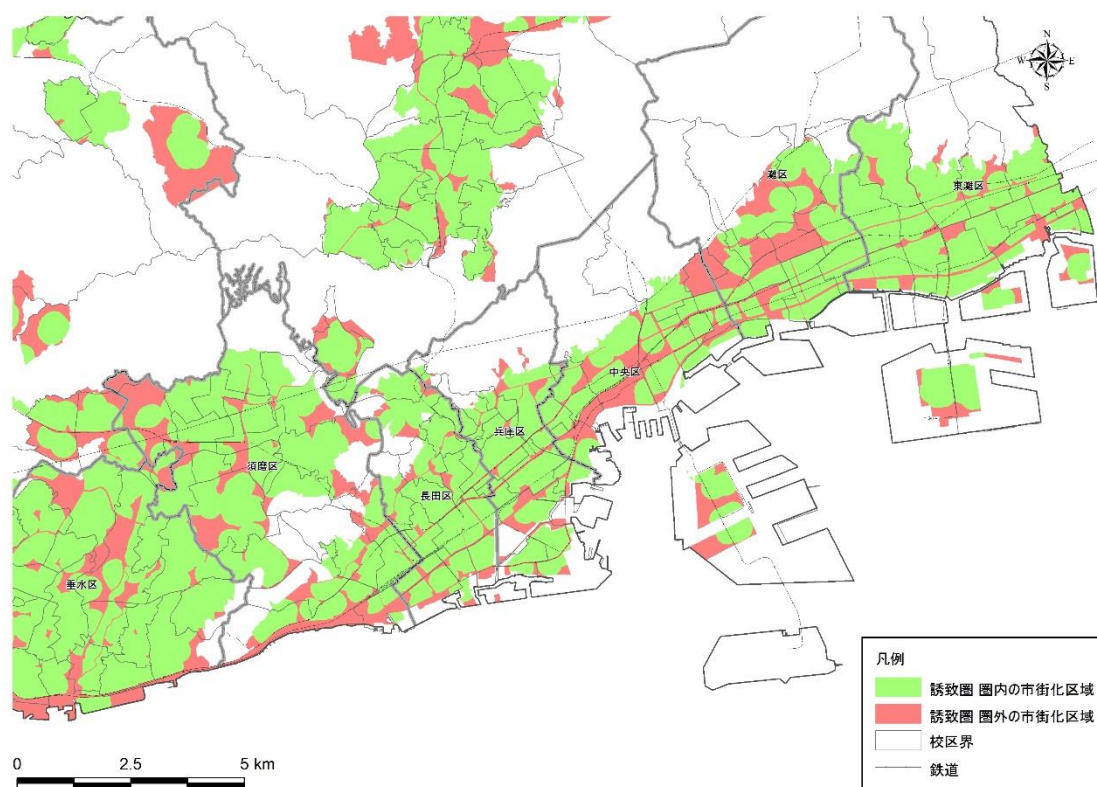 N
W E
S
灘区
東灘区
中央区
兵庫区
須磨区
長田区
垂水区
凡例
誘致圏 圏内の市街化区域
誘致圏 圏外の市街化区域
校区界
鉄道
0 2.5 5 km